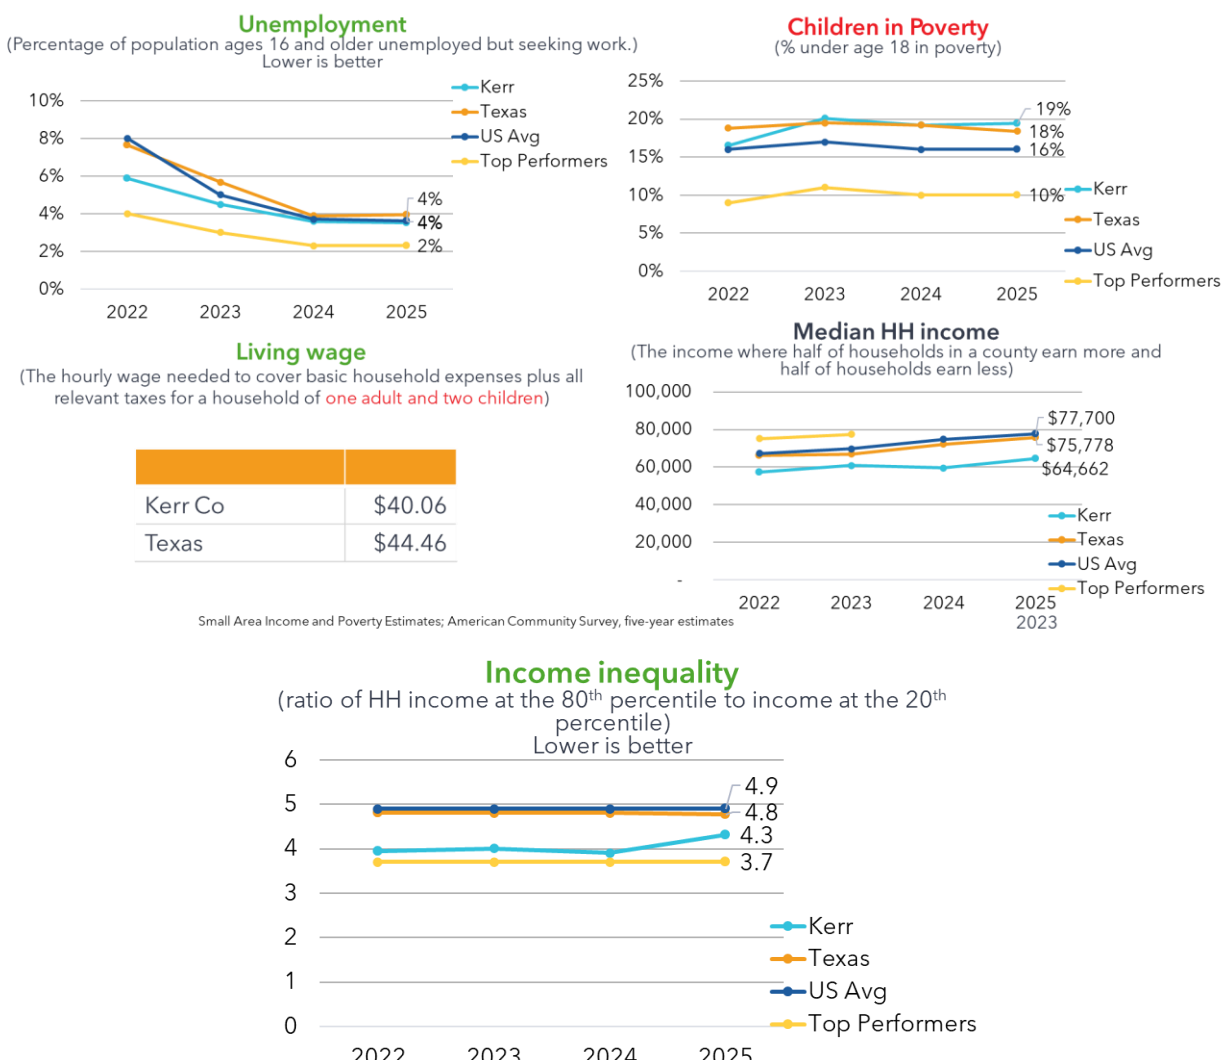 Unemployment
(Percentage of population ages 16 and older unemployed but seeking work.)
Lower is better
10%
8%
6%
4%
2%
0%
2022 2023 2024 2025
4%
4%
2%
Kerr
Texas
US Avg
Top Performers
Children in Poverty
(% under age 18 in poverty)
25%
20%
15%
10%
5%
0%
2022 2023 2024 2025
19%
18%
16%
10%
Kerr
Texas
US Avg
Top Performers
Living wage
(The hourly wage needed to cover basic household expenses plus all
relevant taxes for a household of one adult and two children)
Kerr Co $40.06
Texas $44.46
Median HH income
(The income where half of households in a county earn more and
half of households earn less)
100,000
80,000
60,000
40,000
20,000
-
2022 2023 2024 2025
2023
$77,700
$75,778
$64,662
Kerr
Texas
US Avg
Top Performers
Small Area Income and Poverty Estimates; American Community Survey, five-year estimates
Income inequality
(ratio of HH income at the 80th percentile to income at the 20th
percentile)
Lower is better
6
5
4
3
2
1
0
2022 2023 2024 2025
4.9
4.8
4.3
3.7
Kerr
Texas
US Avg
Top Performers